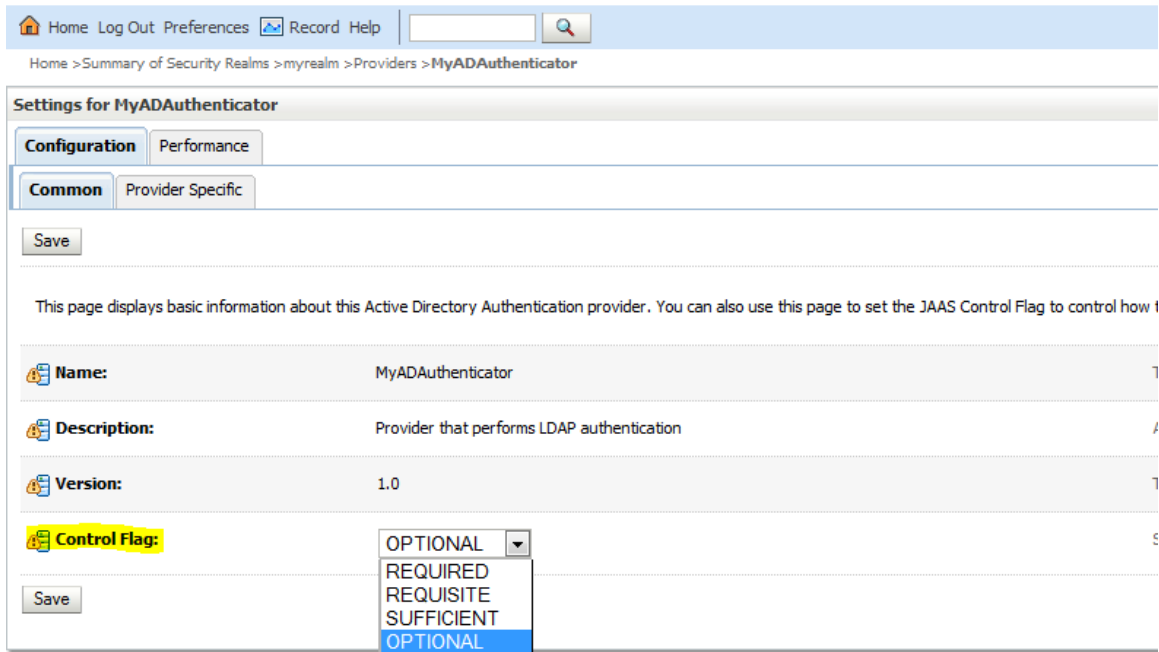 Home Log Out Preferences Record Help
Home >Summary of Security Realms >myrealm >Providers >MyADAuthenticator
Settings for MyADAuthenticator
Configuration Performance
Common Provider Specific
Save
This page displays basic information about this Active Directory Authentication provider. You can also use this page to set the JAAS Control Flag to control how
Name: MyADAuthenticator
Description: Provider that performs LDAP authentication
Version: 1.0
Control Flag: OPTIONAL
REQUIRED
REQUISITE
SUFFICIENT
OPTIONAL
Save